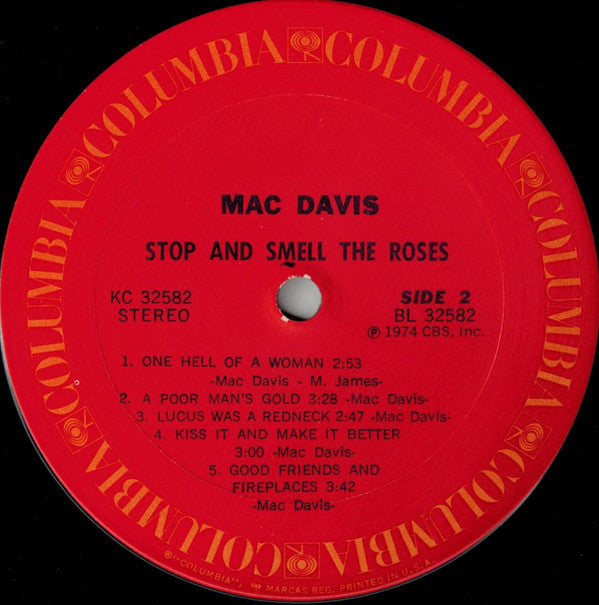 COLUMBIA COLUMBIA COLUMBIA COLUMBIA COLUMBIA COLUMBIA
MAC DAVIS
STOP AND SMELL THE ROSES
KC 32582
STEREO
SIDE 2
BL 32582
℗ 1974 CBS, Inc.
1. ONE HELL OF A WOMAN 2:53
-Mac Davis - M. James-
2. A POOR MAN'S GOLD 3:28 -Mac Davis-
3. LUCUS WAS A REDNECK 2:47 -Mac Davis-
4. KISS IT AND MAKE IT BETTER
3:00 -Mac Davis-
5. GOOD FRIENDS AND
FIREPLACES 3:42
-Mac Davis-
®"COLUMBIA", MARCAS REG. PRINTED IN U.S.A.